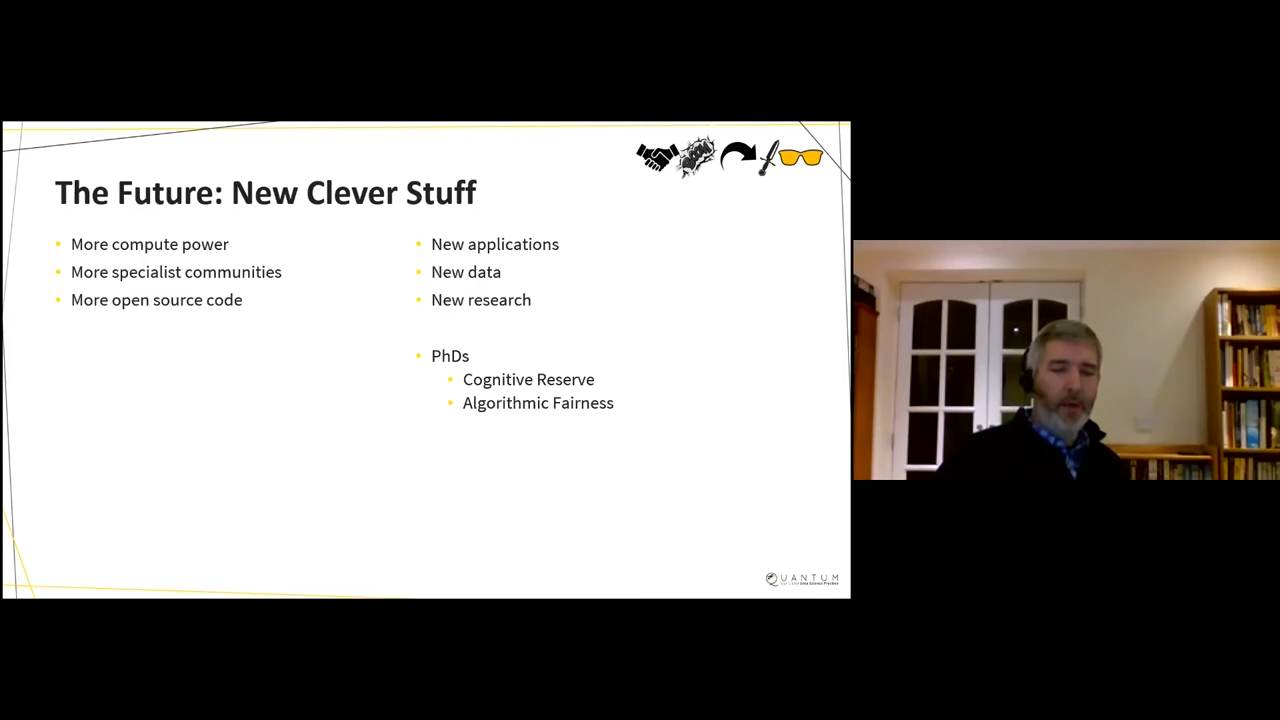 The Future: New Clever Stuff
More compute power
More specialist communities
More open source code
New applications
New data
New research
PhDs
Cognitive Reserve
Algorithmic Fairness
QUANTUM